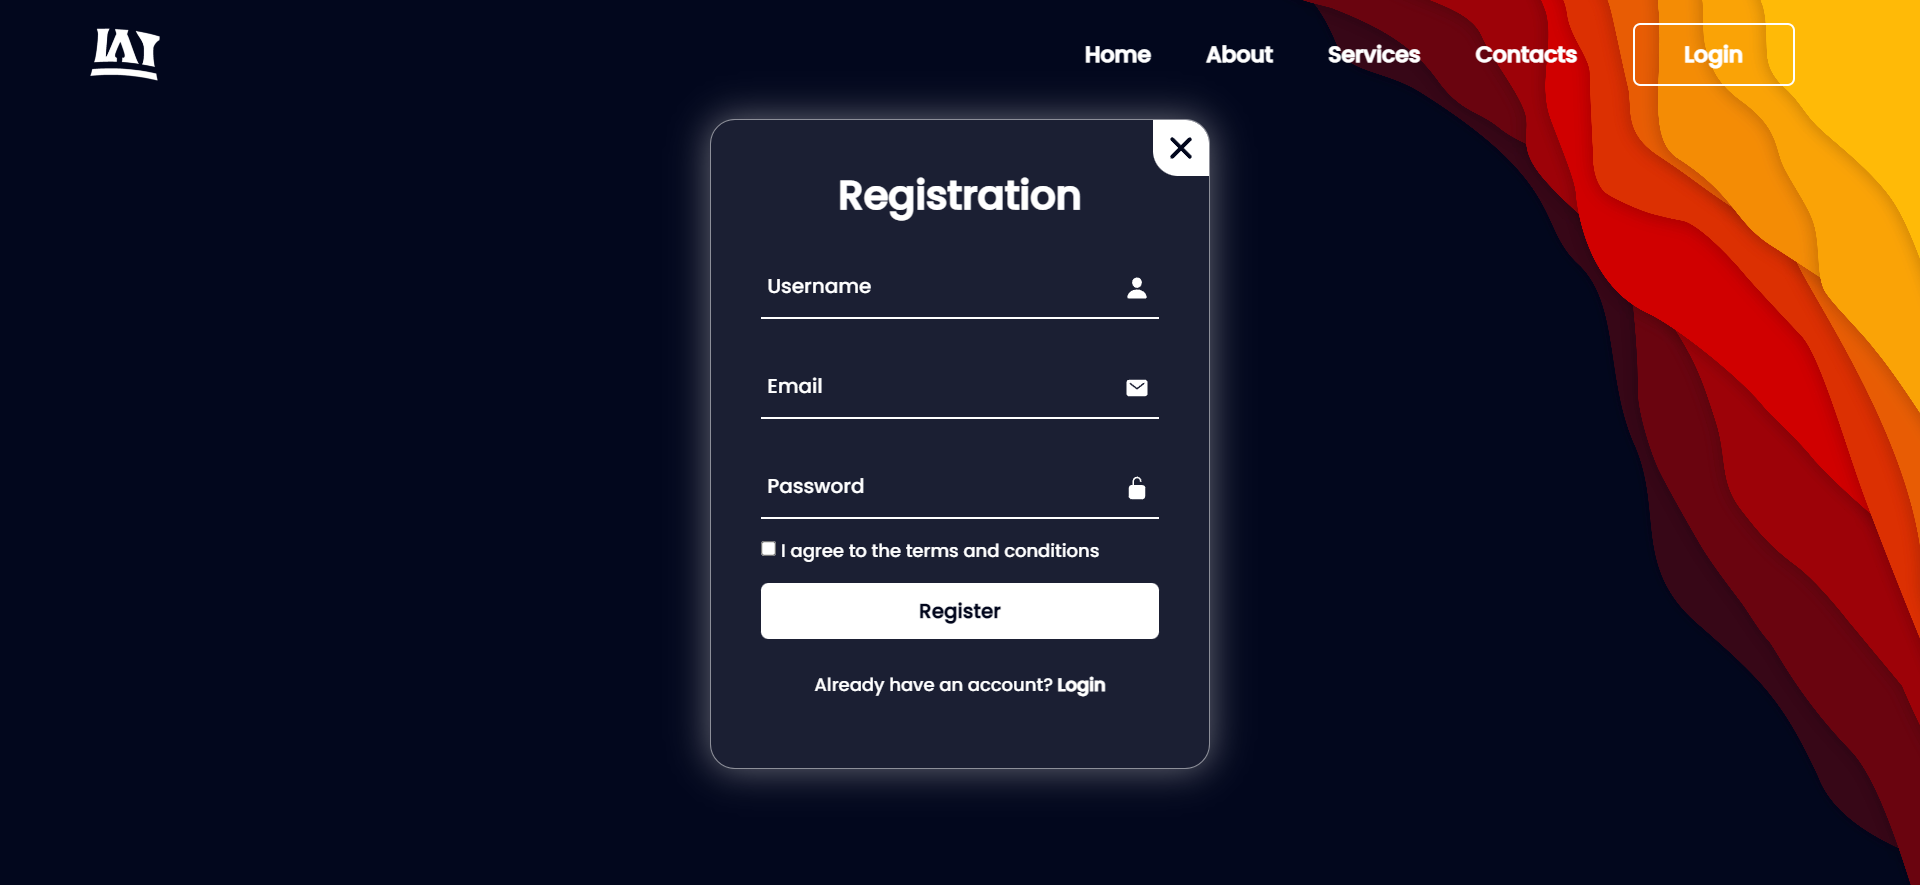 Home About Services Contacts Login
Registration
Username
Email
Password
I agree to the terms and conditions
Register
Already have an account? Login